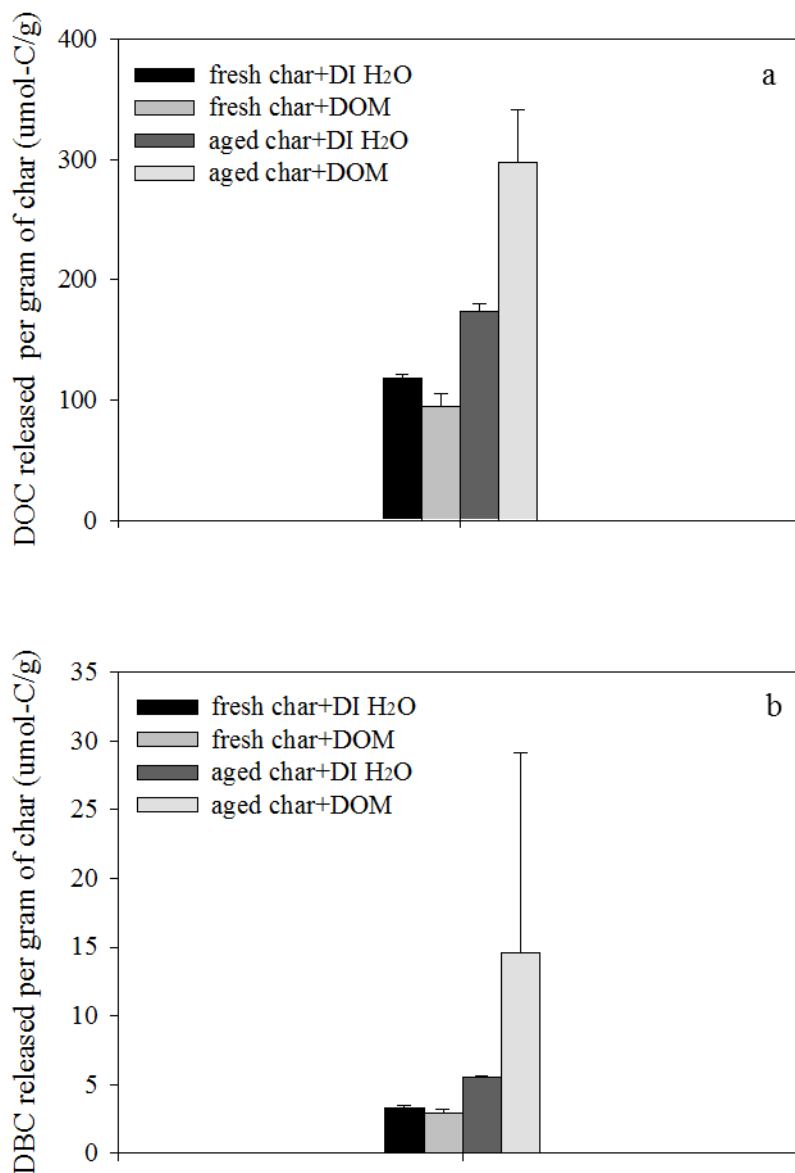 DOC released per gram of char (umol-C/g)
400
300
200
100
0
fresh char+DI H2O
fresh char+DOM
aged char+DI H2O
aged char+DOM
a
DBC released per gram of char (umol-C/g)
35
30
25
20
15
10
5
0
fresh char+DI H2O
fresh char+DOM
aged char+DI H2O
aged char+DOM
b